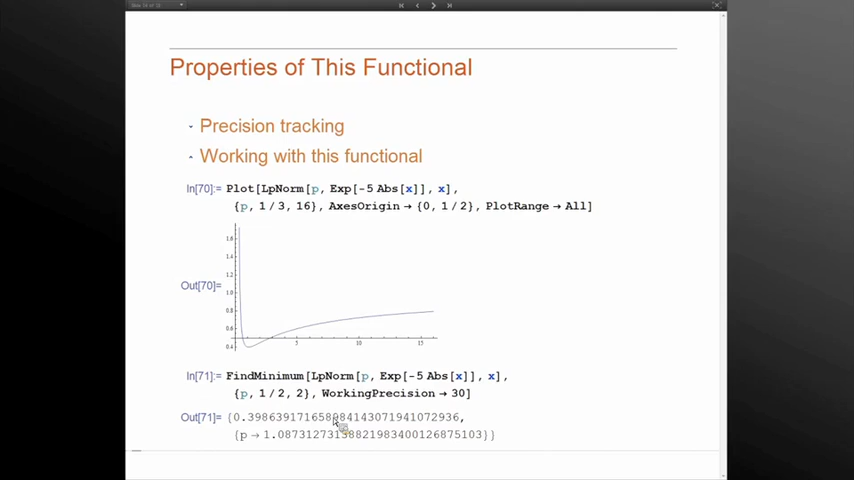 Properties of This Functional
Precision tracking
Working with this functional
In[70]:= Plot[LpNorm[p, Exp[-5 Abs[x]], x],
{p, 1 / 3, 16}, AxesOrigin → {0, 1 / 2}, PlotRange → All]
1.6
1.4
1.2
Out[70]=
1.0
0.8
0.6
0.4
5 10 15
In[71]:= FindMinimum[LpNorm[p, Exp[-5 Abs[x]], x],
{p, 1 / 2, 2}, WorkingPrecision → 30]
Out[71]= {0.398639171658984143071941072936,
{p → 1.08731273138821983400126875103}}